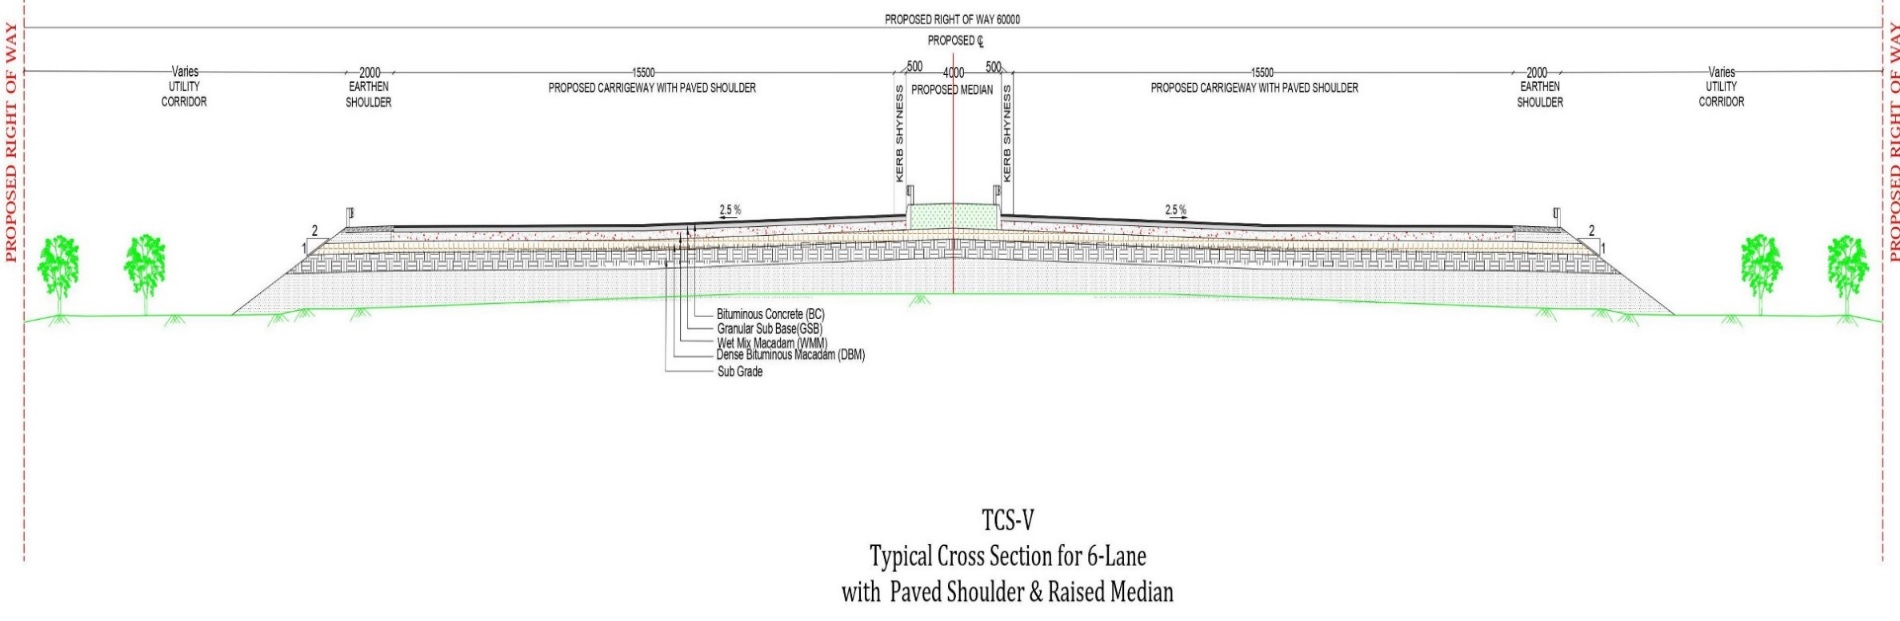 PROPOSED RIGHT OF WAY 60000
PROPOSED ℄
Varies
UTILITY
CORRIDOR
2000
EARTHEN
SHOULDER
15500
PROPOSED CARRIGEWAY WITH PAVED SHOULDER
500
4000
500
PROPOSED MEDIAN
KERB SHYNESS
KERB SHYNESS
15500
PROPOSED CARRIGEWAY WITH PAVED SHOULDER
2000
EARTHEN
SHOULDER
Varies
UTILITY
CORRIDOR
PROPOSED RIGHT OF WAY
PROPOSED RIGHT OF WAY
2.5 %
2.5 %
2
1
2
1
Bituminous Concrete (BC)
Granular Sub Base(GSB)
Wet Mix Macadam (WMM)
Dense Bituminous Macadam (DBM)
Sub Grade
TCS-V
Typical Cross Section for 6-Lane
with Paved Shoulder & Raised Median